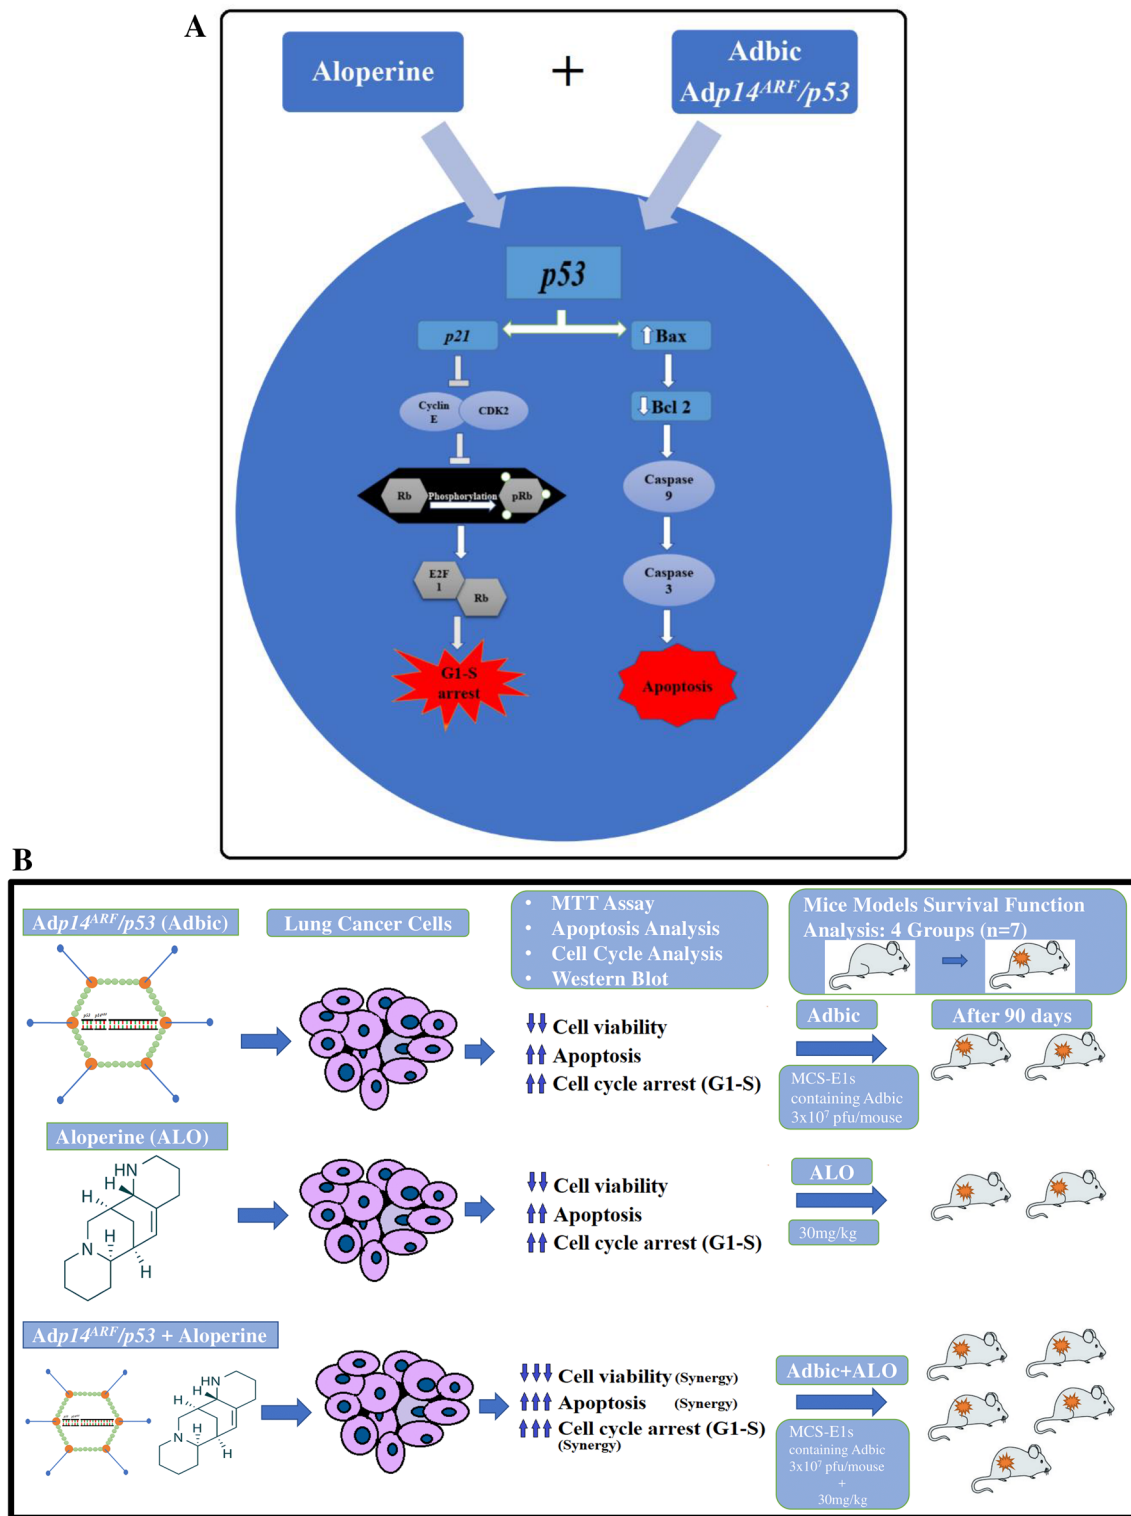 A
Aloperine
+
Adbic
Adp14ARF/p53
p53
p21
Bax
Cyclin
E
CDK2
Bcl 2
Rb
Phosphorylation
pRb
Caspase
9
E2F
1
Rb
Caspase
3
G1-S
arrest
Apoptosis
B
Adp14ARF/p53 (Adbic)
Lung Cancer Cells
• MTT Assay
• Apoptosis Analysis
• Cell Cycle Analysis
• Western Blot
Mice Models Survival Function
Analysis: 4 Groups (n=7)
Cell viability
Apoptosis
Cell cycle arrest (G1-S)
Adbic
After 90 days
MCS-E1s
containing Adbic
3x10⁷ pfu/mouse
Aloperine (ALO)
HN
H
H
H
N
H
Cell viability
Apoptosis
Cell cycle arrest (G1-S)
ALO
30mg/kg
Adp14ARF/p53 + Aloperine
HN
H
H
H
N
H
Cell viability (Synergy)
Apoptosis (Synergy)
Cell cycle arrest (G1-S)
(Synergy)
Adbic+ALO
MCS-E1s
containing Adbic
3x10⁷ pfu/mouse
+
30mg/kg